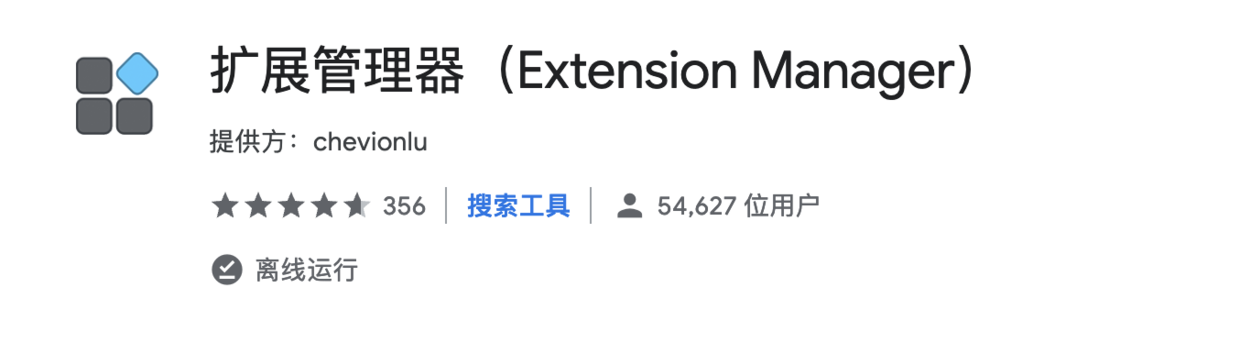 扩展管理器（Extension Manager）
提供方：chevionlu
356 搜索工具 54,627 位用户
离线运行